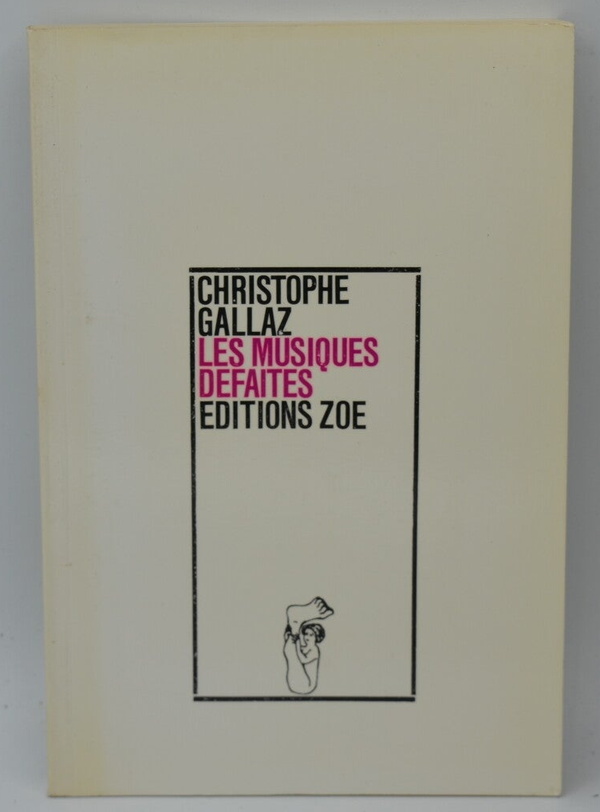 CHRISTOPHE
GALLAZ
LES MUSIQUES
DEFAITES
EDITIONS ZOE